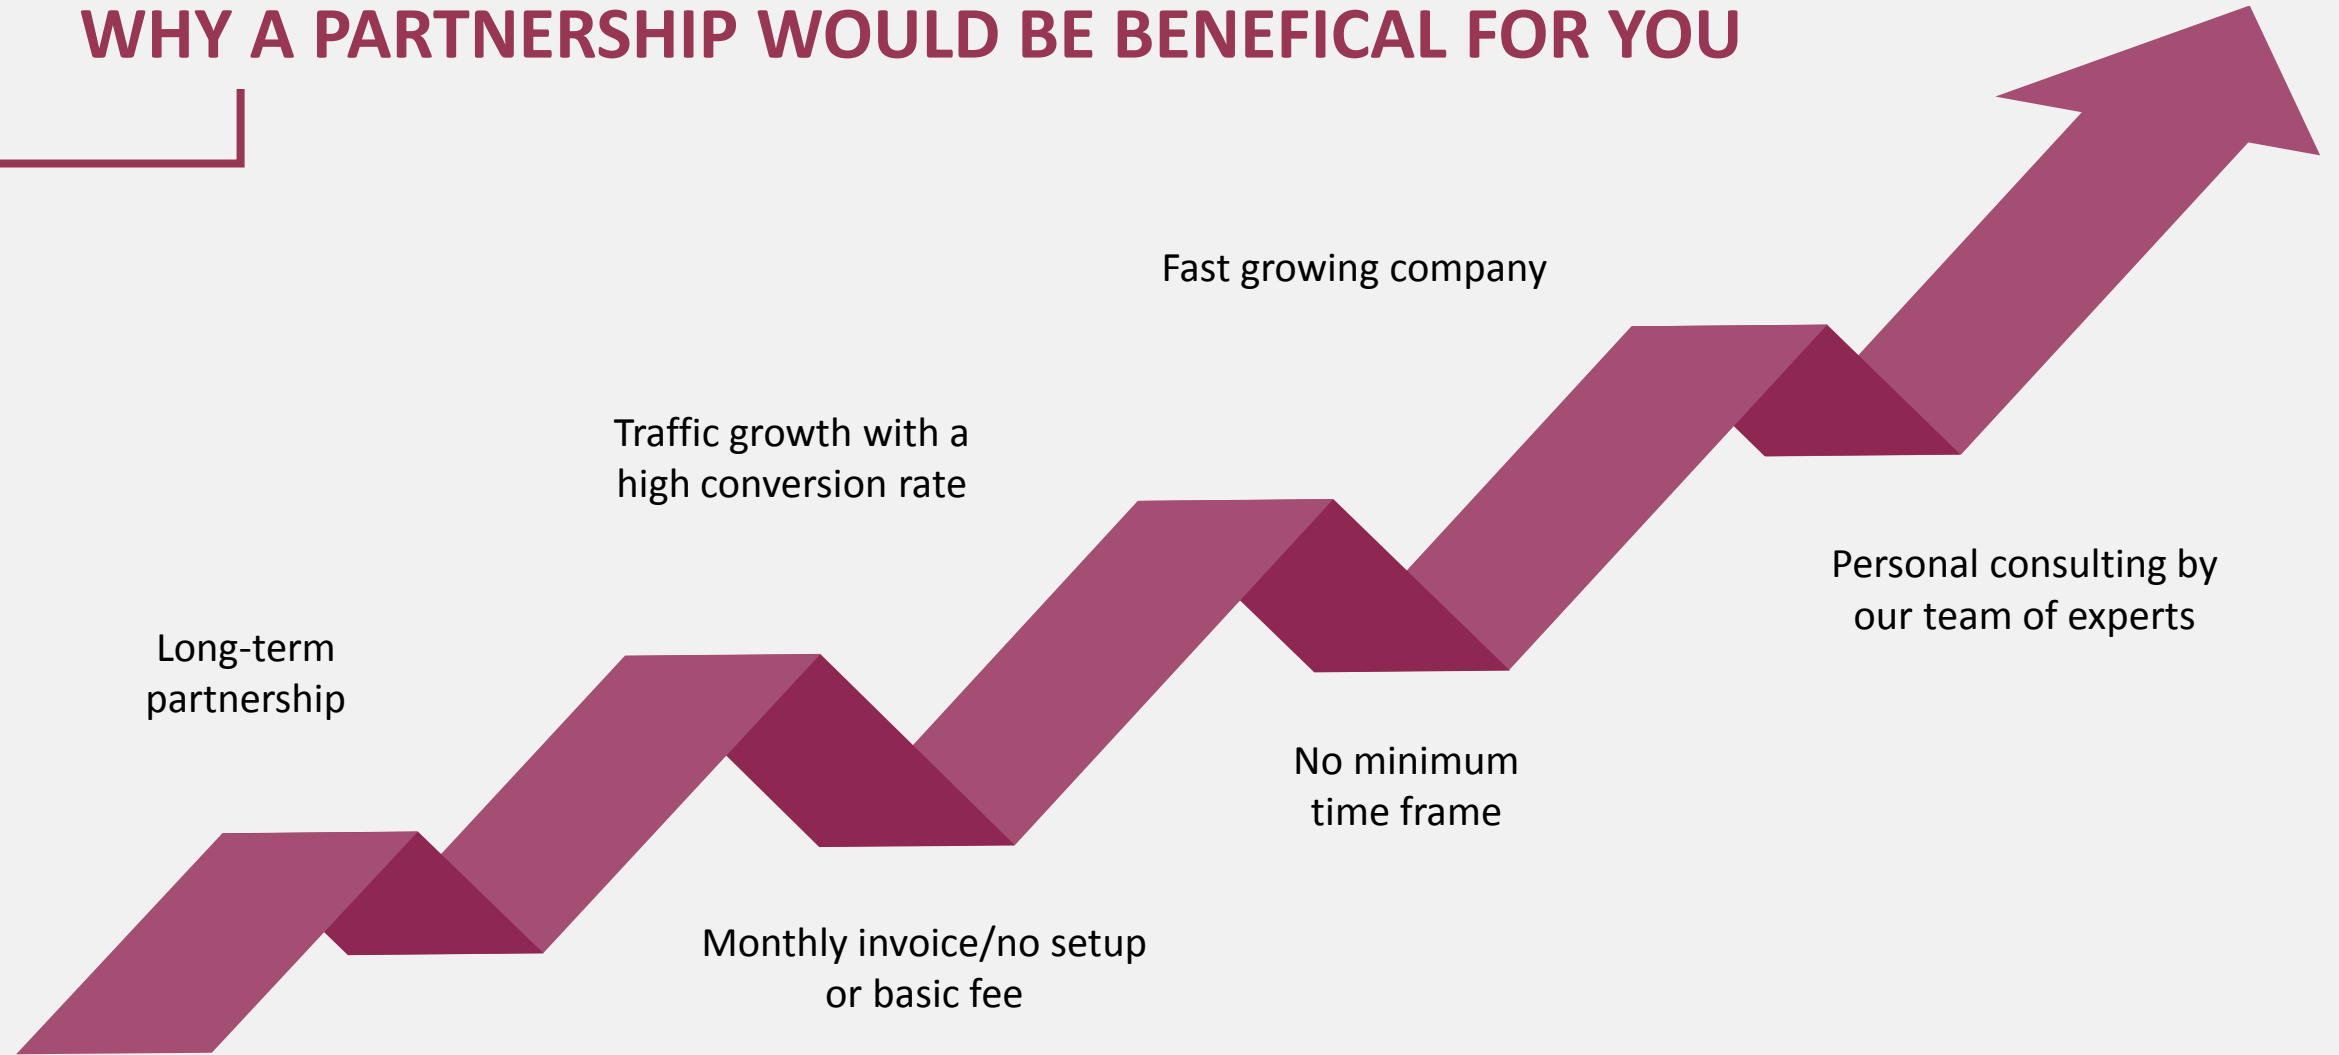 WHY A PARTNERSHIP WOULD BE BENEFICAL FOR YOU
Fast growing company
Traffic growth with a
high conversion rate
Personal consulting by
our team of experts
Long-term
partnership
No minimum
time frame
Monthly invoice/no setup
or basic fee